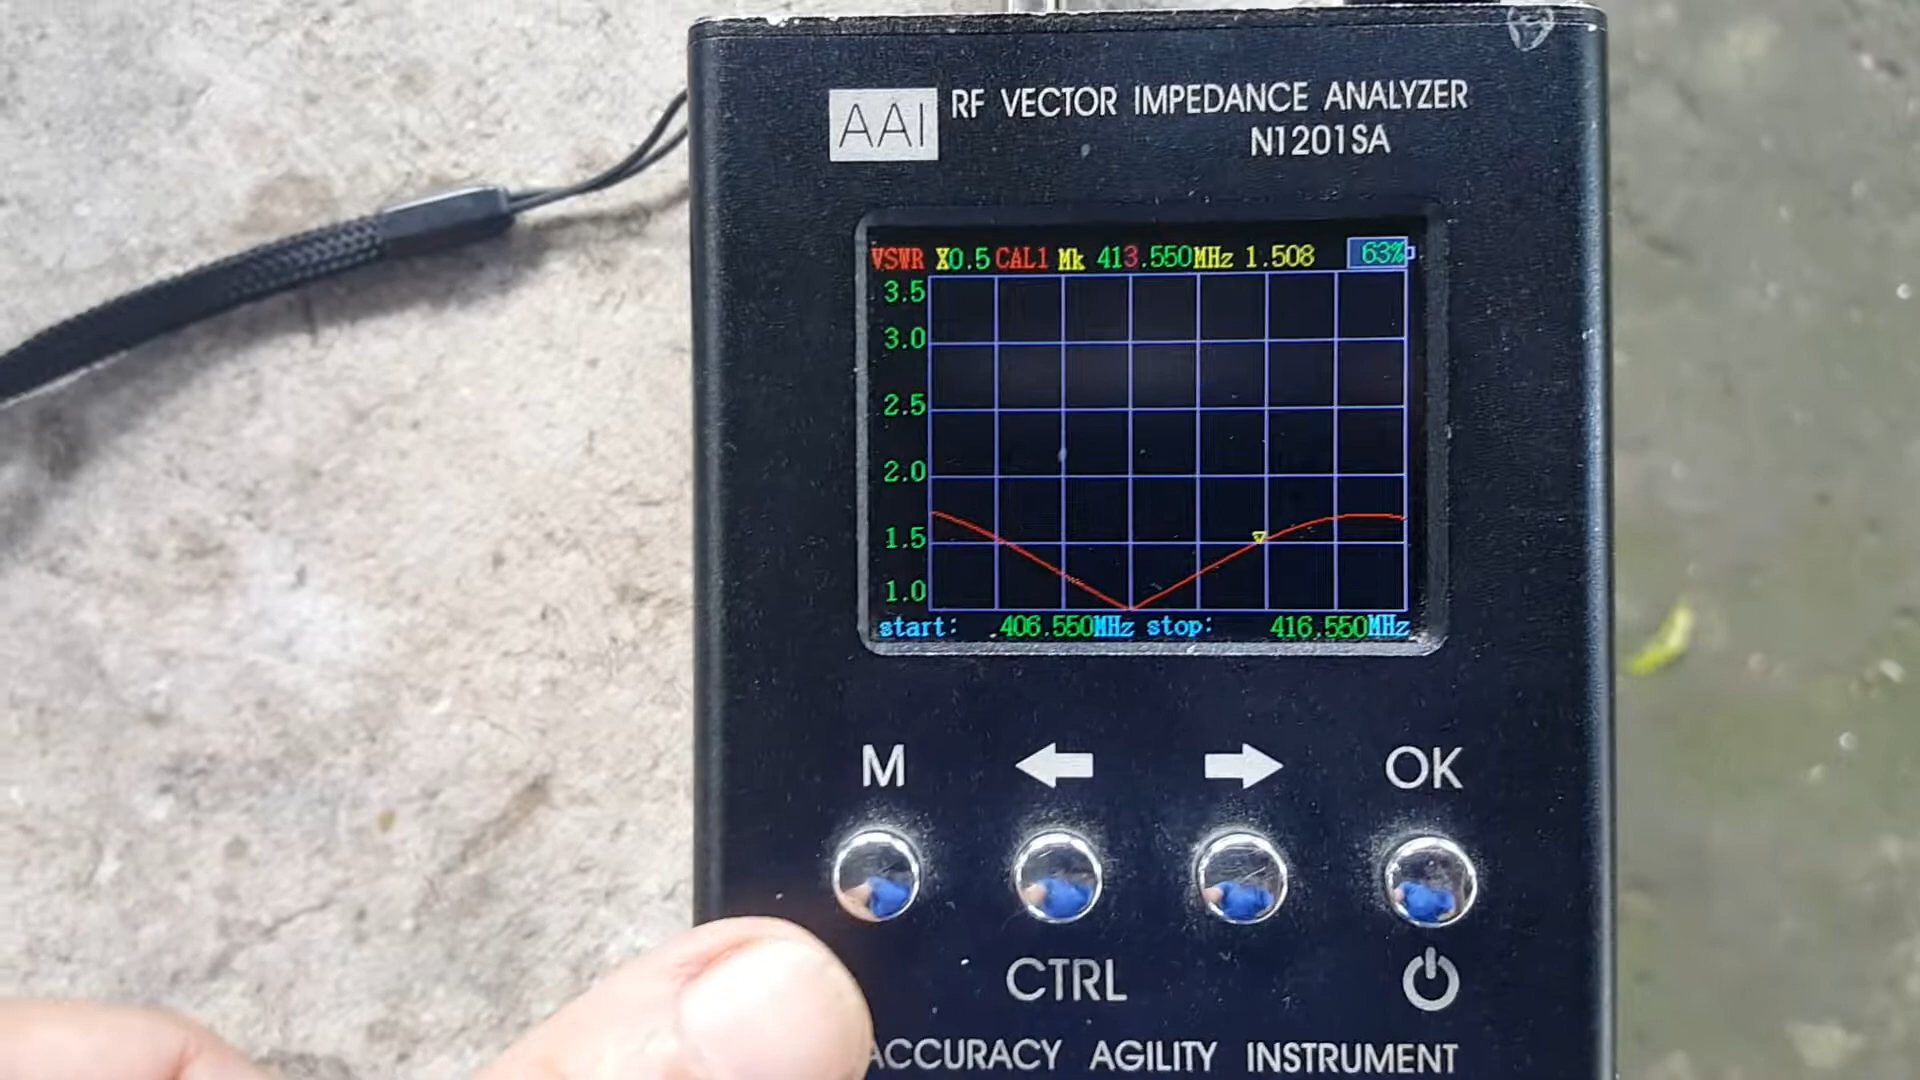 AAI RF VECTOR IMPEDANCE ANALYZER
N1201SA
VSWR X0.5 CAL1 Mk 413.550MHz 1.508 63%
3.5
3.0
2.5
2.0
1.5
1.0
start: 406.550MHz stop: 416.550MHz
M OK
CTRL
ACCURACY AGILITY INSTRUMENT